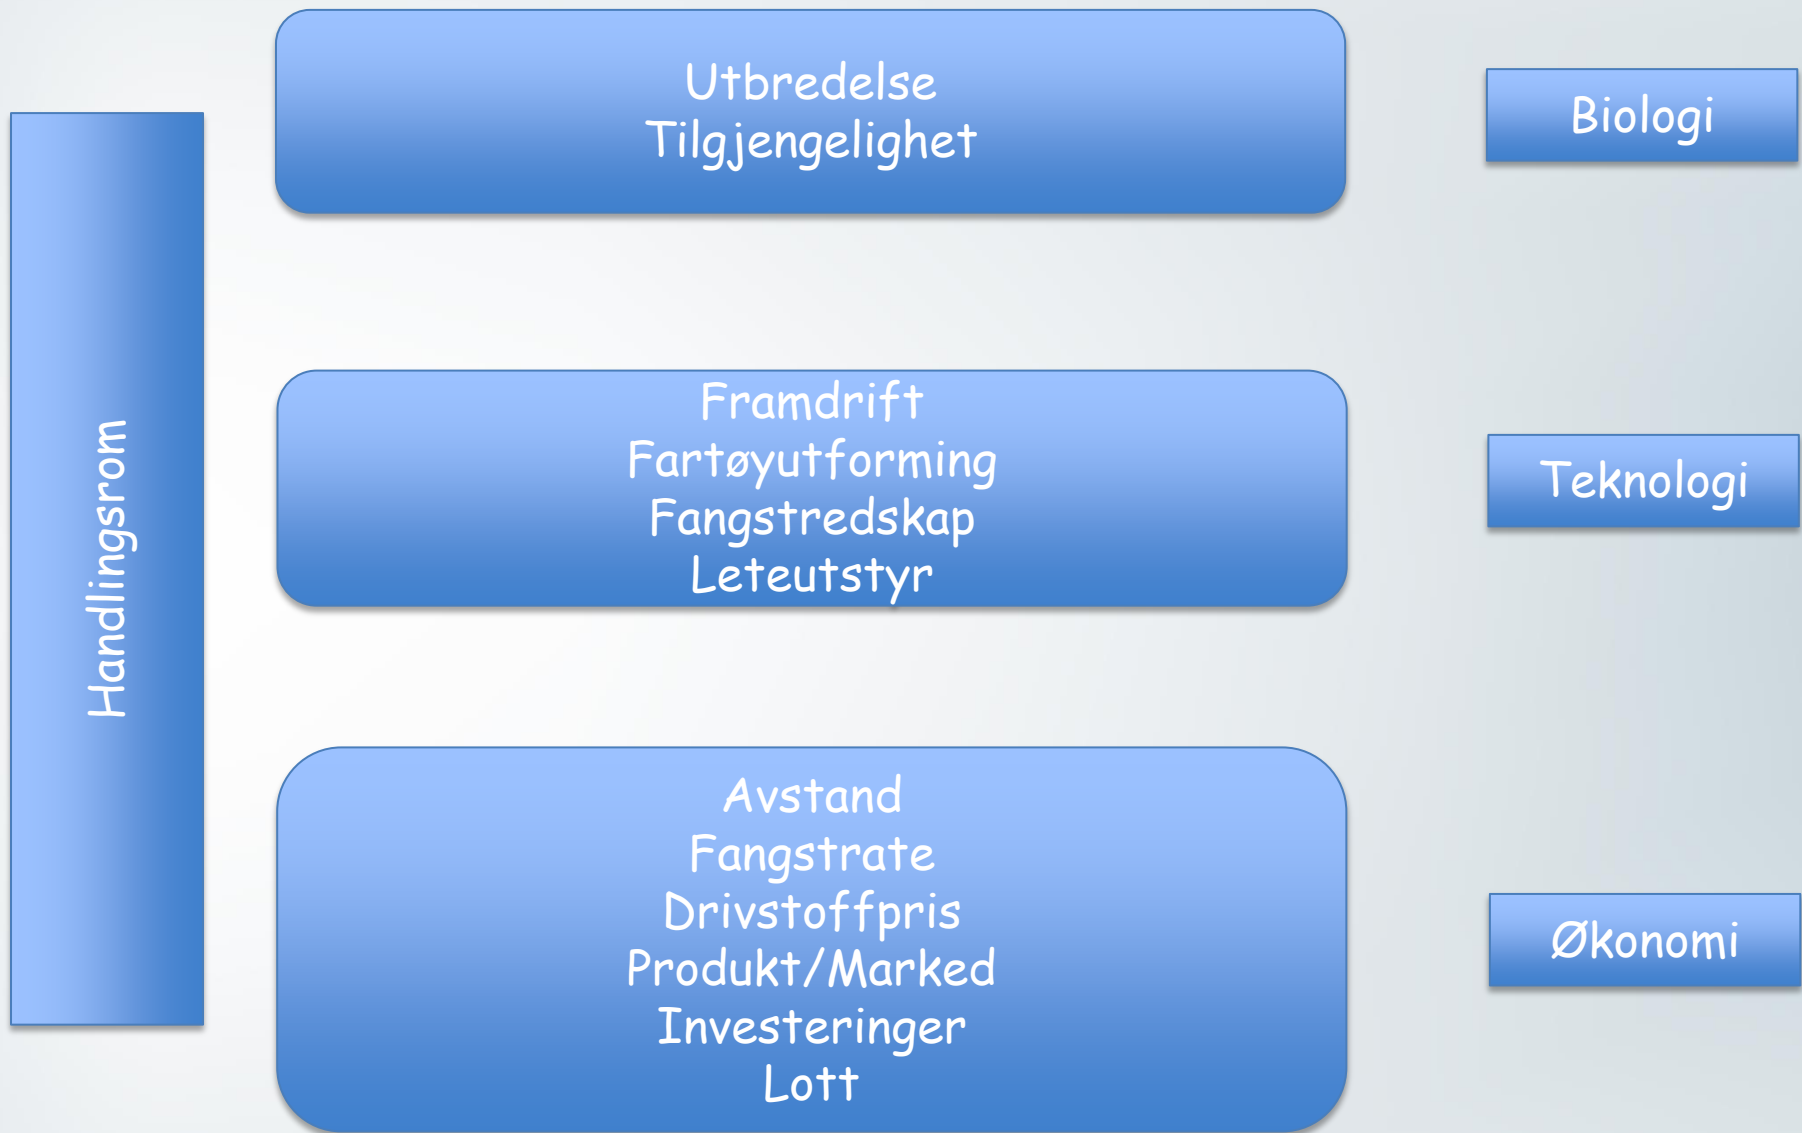 Handlingsrom
Utbredelse
Tilgjengelighet
Biologi
Framdrift
Fartøyutforming
Fangstredskap
Leteutstyr
Teknologi
Avstand
Fangstrate
Drivstoffpris
Produkt/Marked
Investeringer
Lott
Økonomi